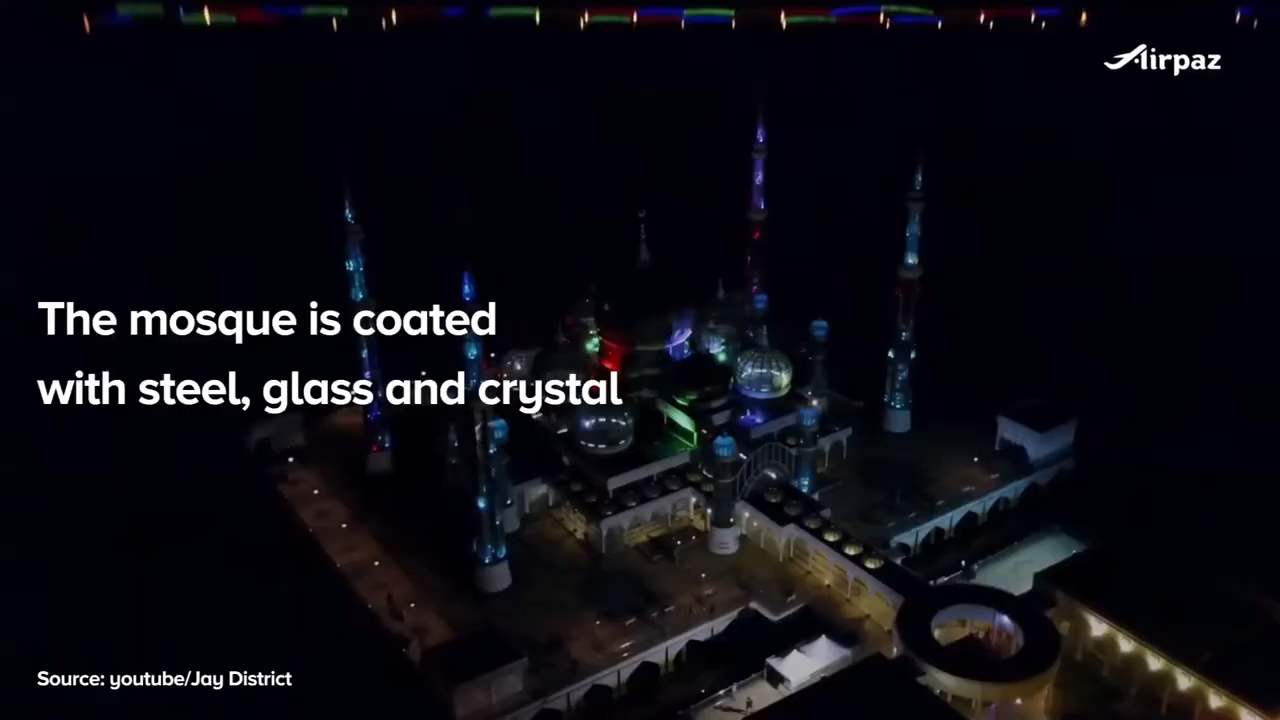 Airpaz
The mosque is coated
with steel, glass and crystal
Source: youtube/Jay District